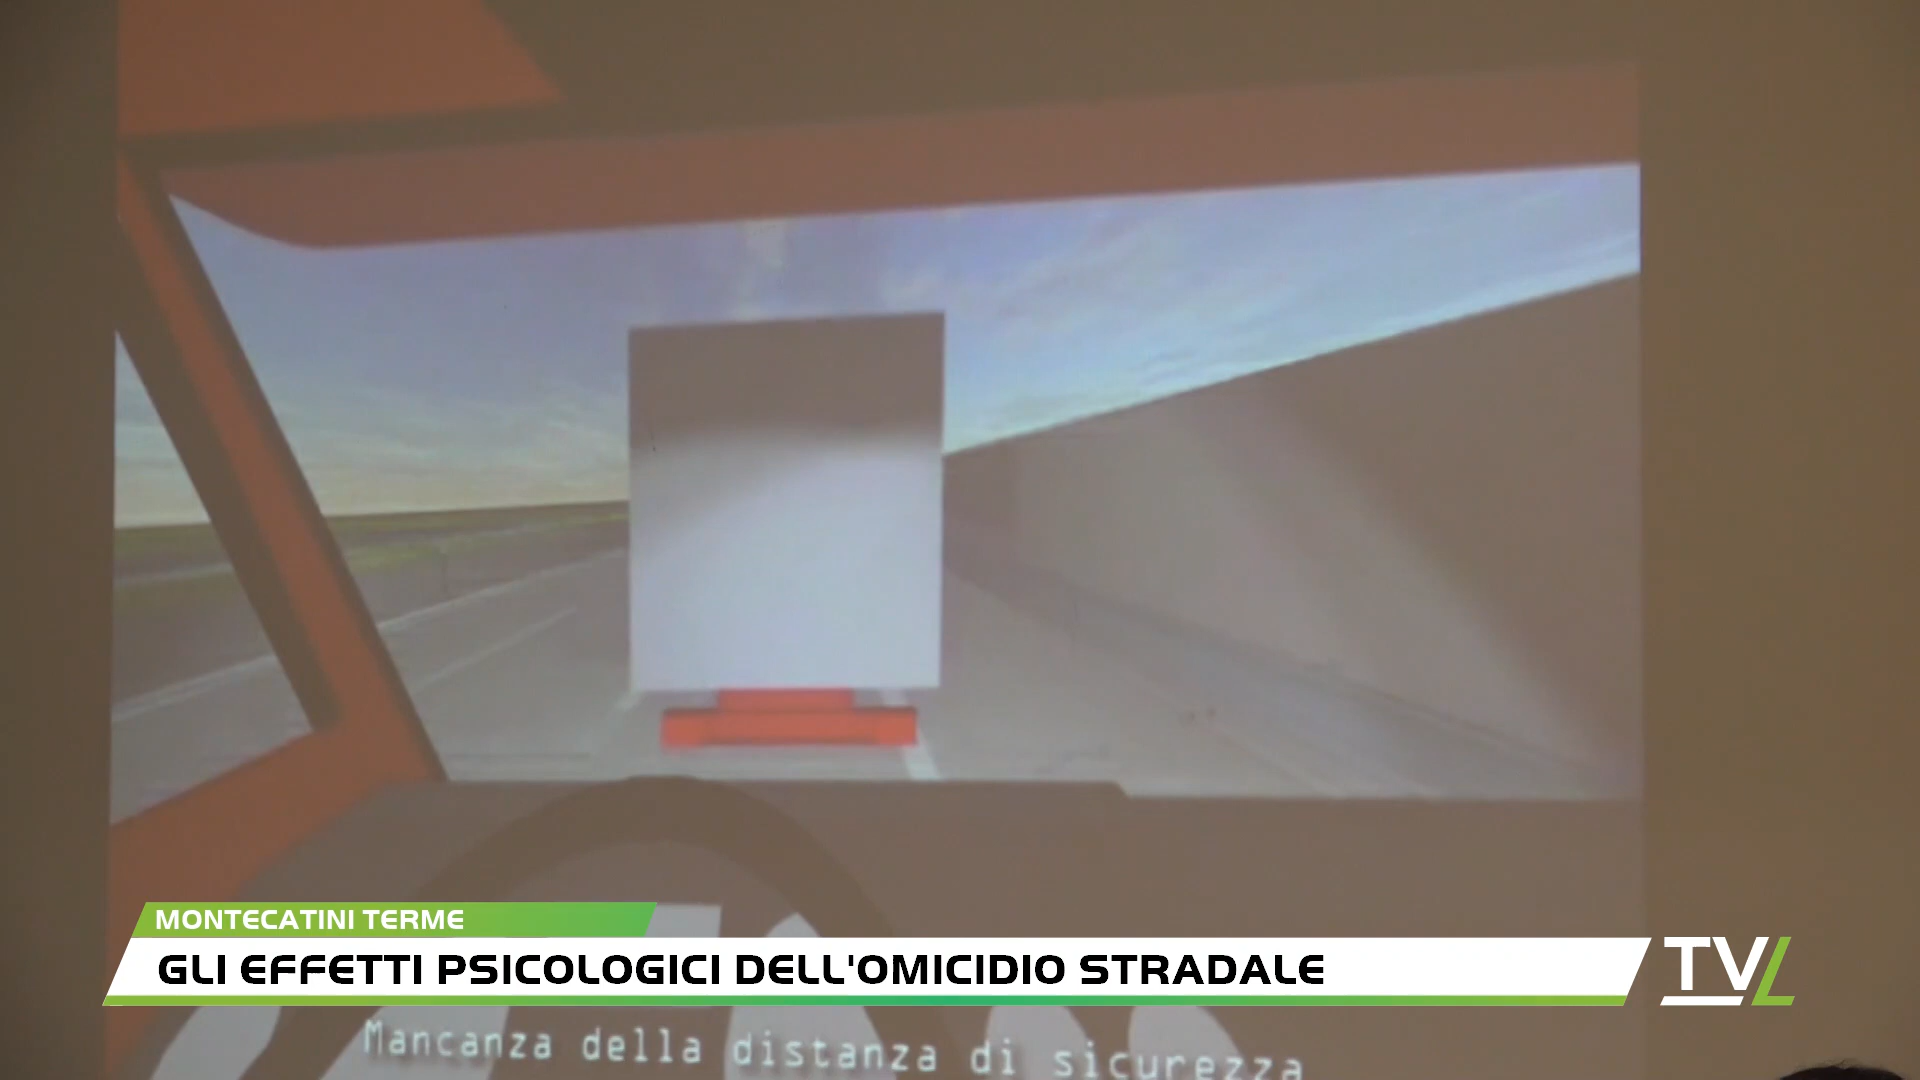 MONTECATINI TERME
GLI EFFETTI PSICOLOGICI DELL'OMICIDIO STRADALE
TVL
Mancanza della distanza di sicurezza